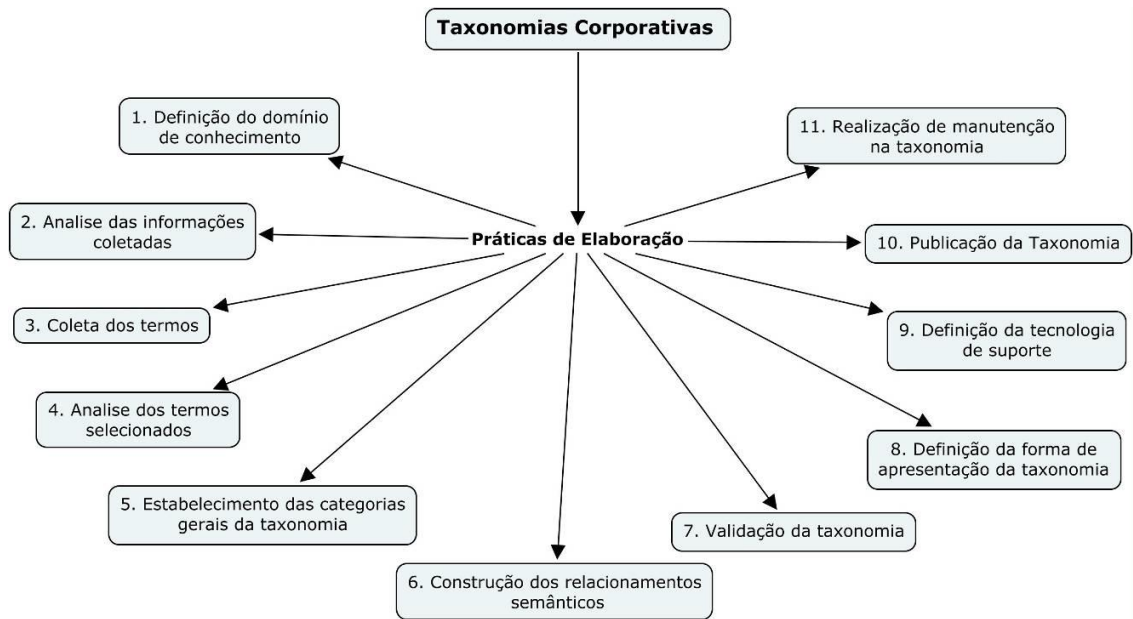 Taxonomias Corporativas
1. Definição do domínio
de conhecimento
2. Analise das informações
coletadas
3. Coleta dos termos
4. Analise dos termos
selecionados
5. Estabelecimento das categorias
gerais da taxonomia
6. Construção dos relacionamentos
semânticos
7. Validação da taxonomia
8. Definição da forma de
apresentação da taxonomia
9. Definição da tecnologia
de suporte
10. Publicação da Taxonomia
11. Realização de manutenção
na taxonomia
Práticas de Elaboração